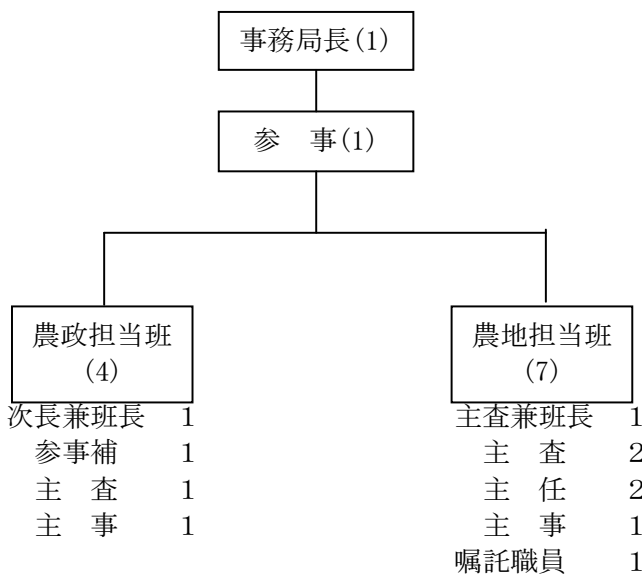 事務局長(1)
参　事(1)
農政担当班
(4)
次長兼班長　1
参事補　1
主　査　1
主　事　1
農地担当班
(7)
主査兼班長　1
主　査　2
主　任　2
主　事　1
嘱託職員　1